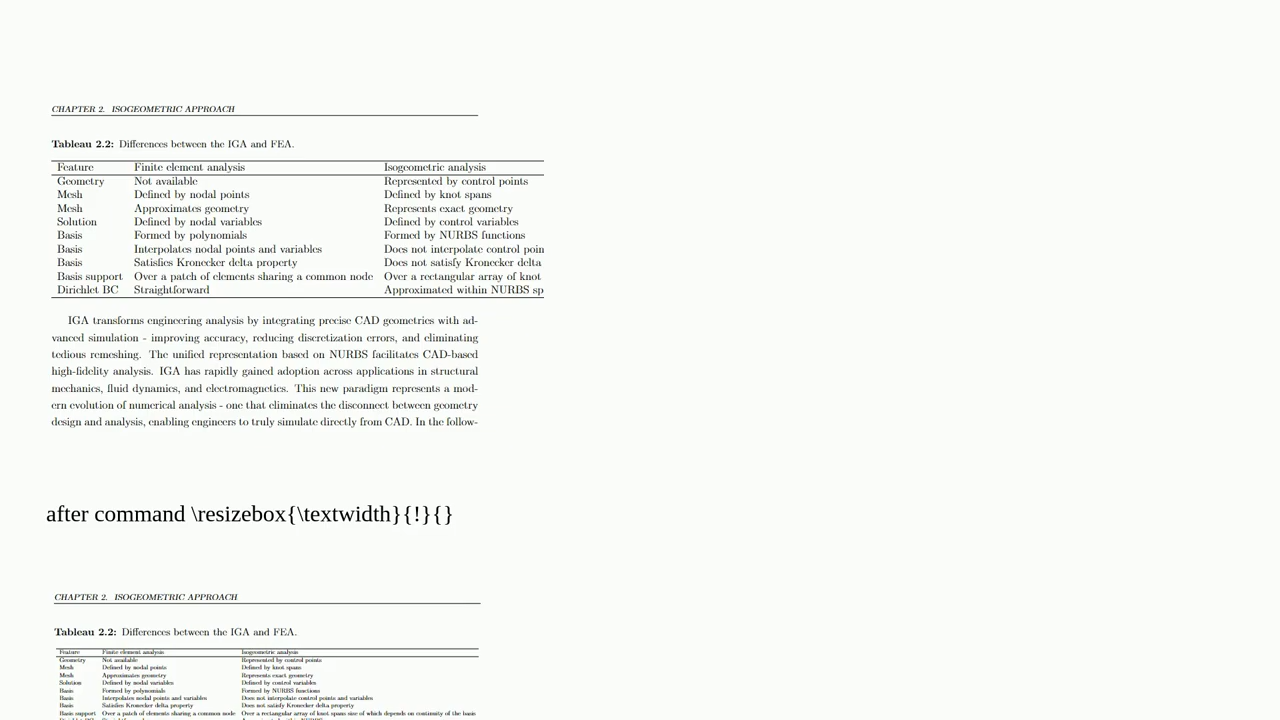 CHAPTER 2. ISOGEOMETRIC APPROACH
Tableau 2.2: Differences between the IGA and FEA.
Feature Finite element analysis Isogeometric analysis
Geometry Not available Represented by control points
Mesh Defined by nodal points Defined by knot spans
Mesh Approximates geometry Represents exact geometry
Solution Defined by nodal variables Defined by control variables
Basis Formed by polynomials Formed by NURBS functions
Basis Interpolates nodal points and variables Does not interpolate control poin
Basis Satisfies Kronecker delta property Does not satisfy Kronecker delta
Basis support Over a patch of elements sharing a common node Over a rectangular array of knot
Dirichlet BC Straightforward Approximated within NURBS sp
IGA transforms engineering analysis by integrating precise CAD geometries with ad-
vanced simulation - improving accuracy, reducing discretization errors, and eliminating
tedious remeshing. The unified representation based on NURBS facilitates CAD-based
high-fidelity analysis. IGA has rapidly gained adoption across applications in structural
mechanics, fluid dynamics, and electromagnetics. This new paradigm represents a mod-
ern evolution of numerical analysis - one that eliminates the disconnect between geometry
design and analysis, enabling engineers to truly simulate directly from CAD. In the follow-
after command \resizebox{\textwidth}{!}{}
CHAPTER 2. ISOGEOMETRIC APPROACH
Tableau 2.2: Differences between the IGA and FEA.
Feature Finite element analysis Isogeometric analysis
Geometry Not available Represented by control points
Mesh Defined by nodal points Defined by knot spans
Mesh Approximates geometry Represents exact geometry
Solution Defined by nodal variables Defined by control variables
Basis Formed by polynomials Formed by NURBS functions
Basis Interpolates nodal points and variables Does not interpolate control points and variables
Basis Satisfies Kronecker delta property Does not satisfy Kronecker delta property
Basis support Over a patch of elements sharing a common node Over a rectangular array of knot spans size of which depends on continuity of the basis